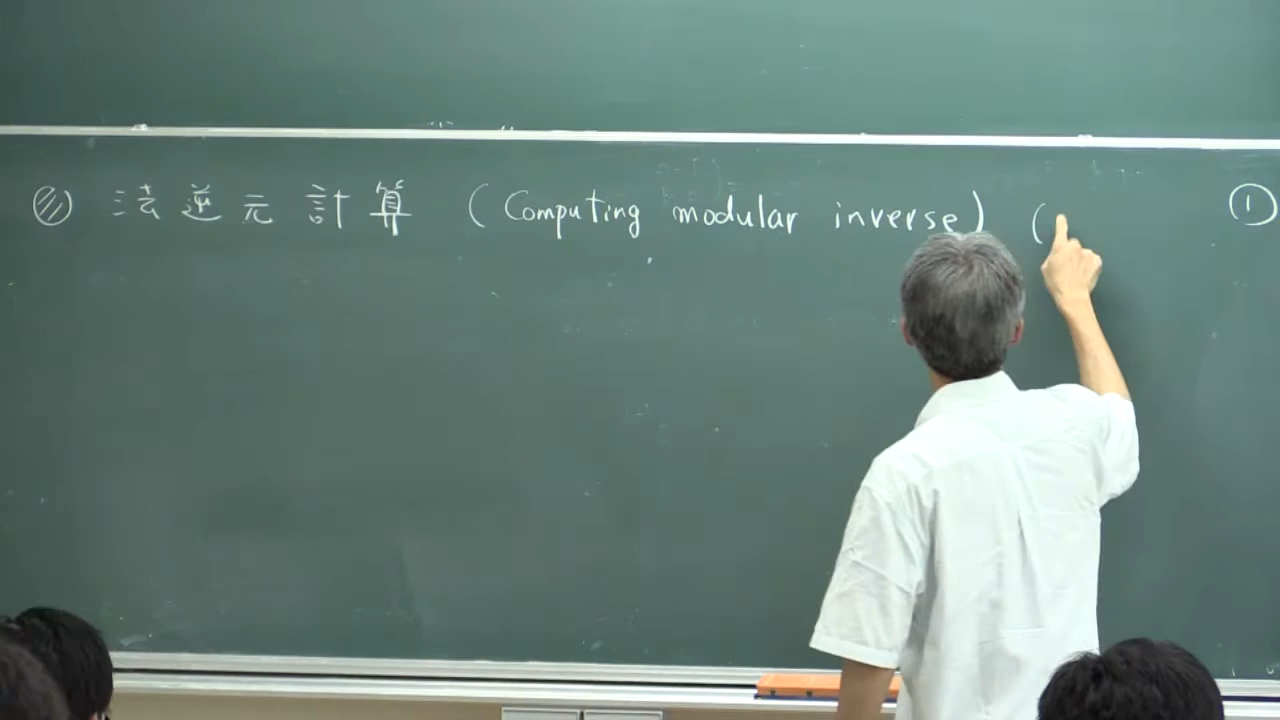 法逆元計算 (Computing modular inverse) ( ①